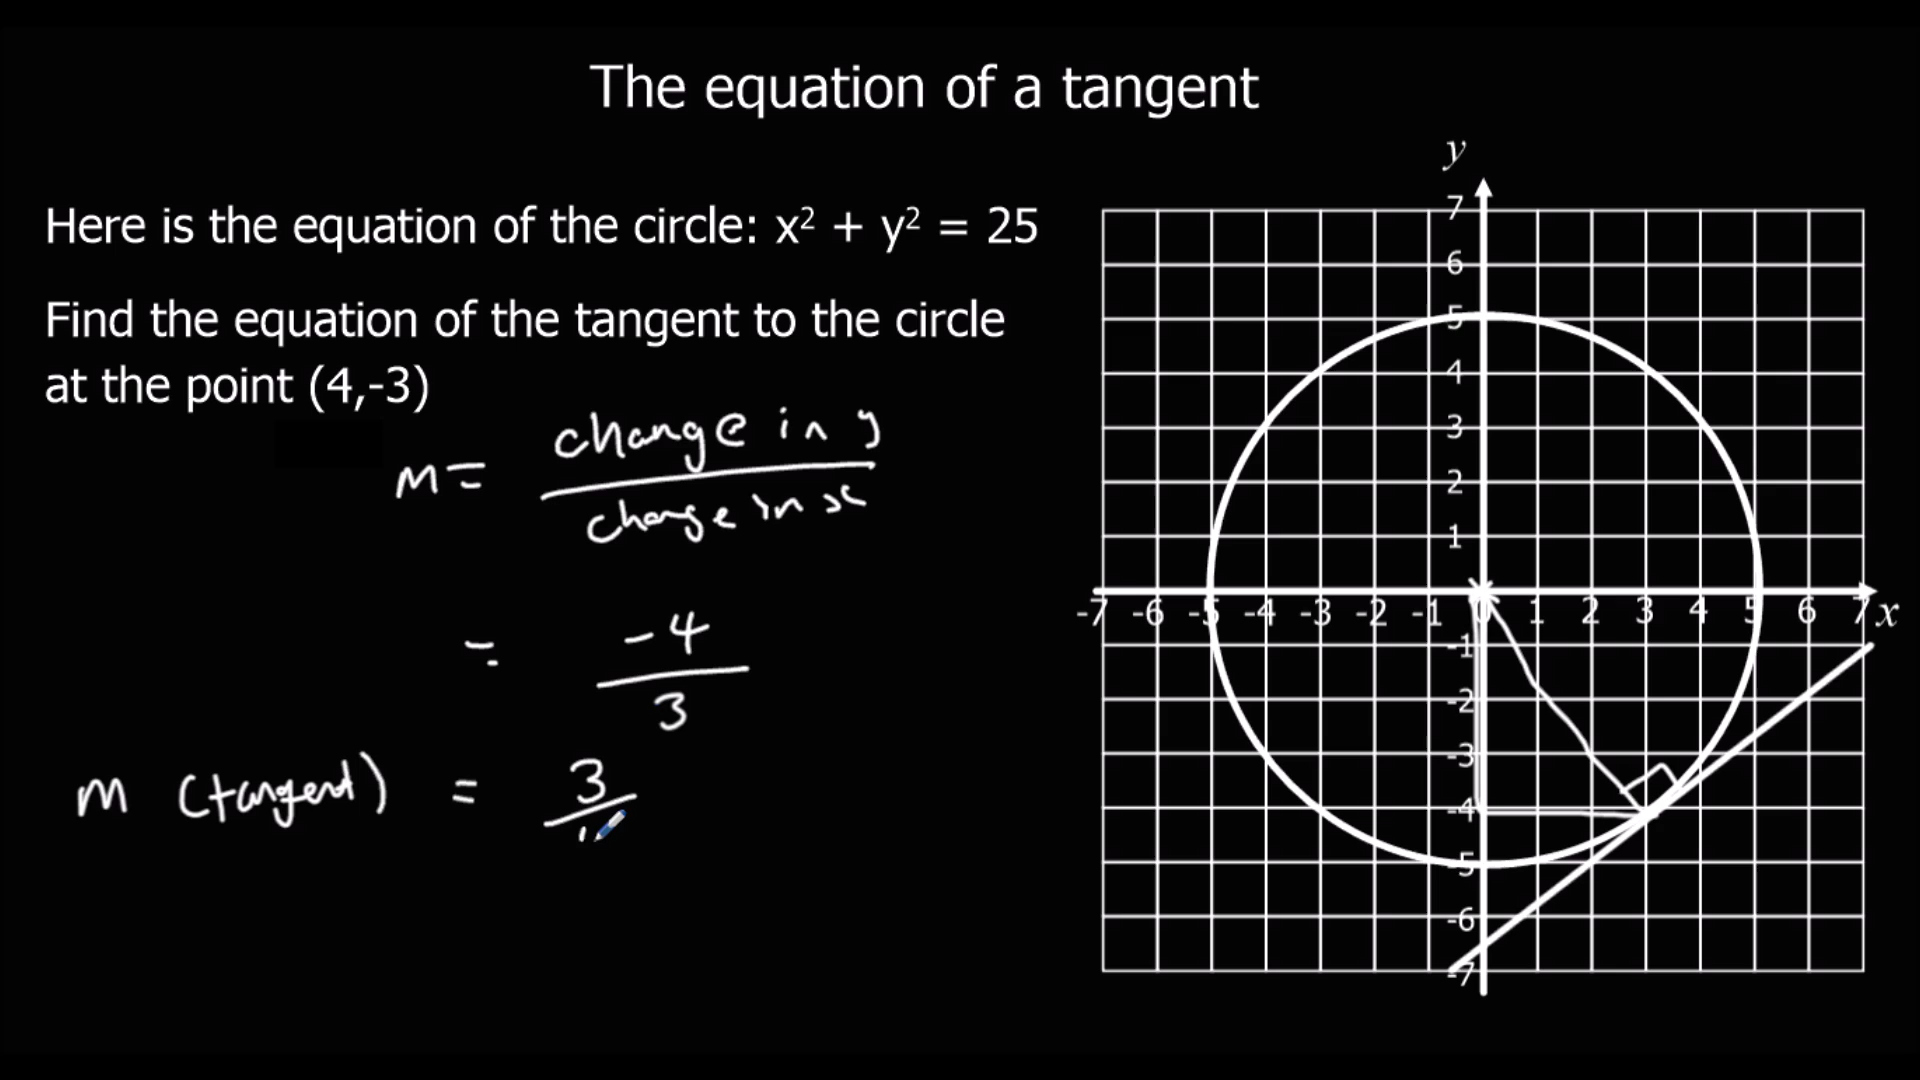 The equation of a tangent
Here is the equation of the circle: x² + y² = 25
Find the equation of the tangent to the circle
at the point (4,-3)
m = change in y
change in x
= -4
3
m (tangent) = 3
y
7
6
5
4
3
2
1
-7 -6 -5 -4 -3 -2 -1 0 1 2 3 4 5 6 7 x
-1
-2
-3
-4
-5
-6
-7